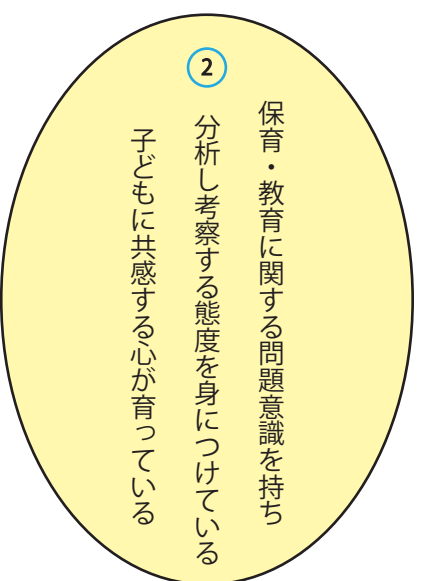 ②
保育・教育に関する問題意識を持ち
分析し考察する態度を身につけている
子どもに共感する心が育っている